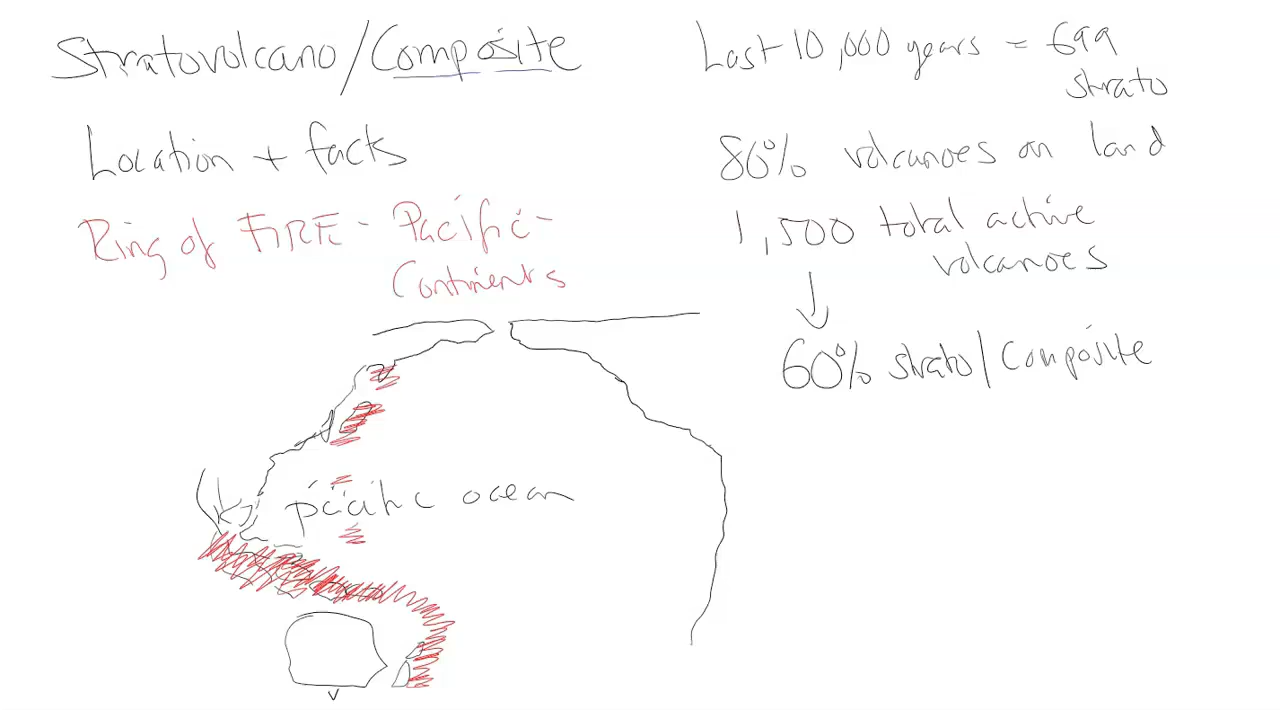 Stratovolcano/Composite
Location + facts
Ring of FIRE - Pacific -
Continents
pacific ocean
Last 10,000 years = 699
strato
80% volcanoes on land
1,500 total active
volcanoes
60% strato/Composite